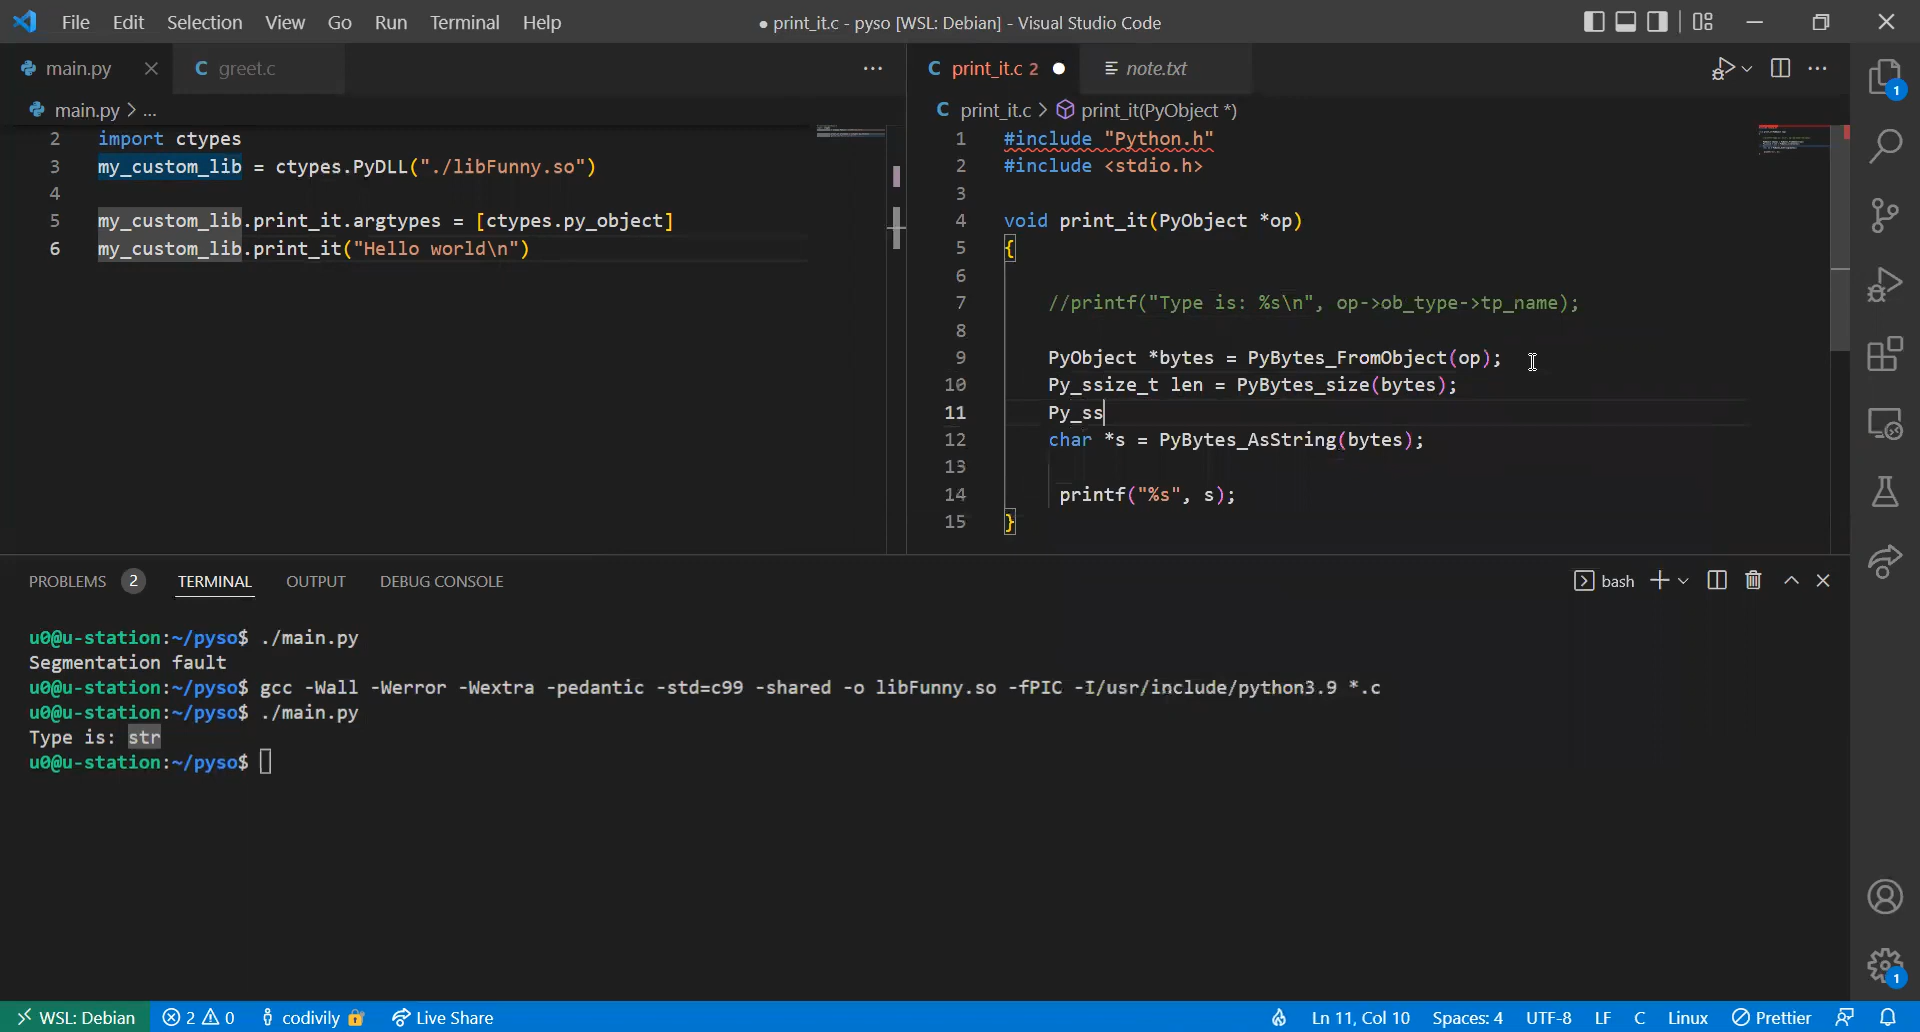 File Edit Selection View Go Run Terminal Help
● print_it.c - pyso [WSL: Debian] - Visual Studio Code
main.py
C greet.c
main.py > ...
2 import ctypes
3 my_custom_lib = ctypes.PyDLL("./libFunny.so")
4
5 my_custom_lib.print_it.argtypes = [ctypes.py_object]
6 my_custom_lib.print_it("Hello world\n")
C print_it.c 2 ●
note.txt
C print_it.c > print_it(PyObject *)
1 #include "Python.h"
2 #include <stdio.h>
3
4 void print_it(PyObject *op)
5 {
6
7 //printf("Type is: %s\n", op->ob_type->tp_name);
8
9 PyObject *bytes = PyBytes_FromObject(op);
10 Py_ssize_t len = PyBytes_size(bytes);
11 Py_ss
12 char *s = PyBytes_AsString(bytes);
13
14 printf("%s", s);
15 }
PROBLEMS 2 TERMINAL OUTPUT DEBUG CONSOLE
bash
u0@u-station:~/pyso$ ./main.py
Segmentation fault
u0@u-station:~/pyso$ gcc -Wall -Werror -Wextra -pedantic -std=c99 -shared -o libFunny.so -fPIC -I/usr/include/python3.9 *.c
u0@u-station:~/pyso$ ./main.py
Type is: str
u0@u-station:~/pyso$
1
1
WSL: Debian 2 0 codivily Live Share Ln 11, Col 10 Spaces: 4 UTF-8 LF C Linux Prettier